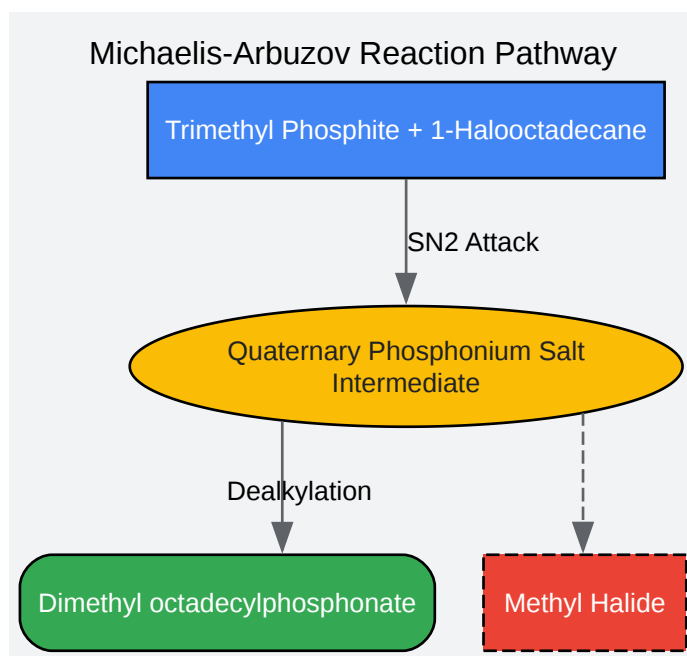 Michaelis-Arbuzov Reaction Pathway
Trimethyl Phosphite + 1-Halooctadecane
SN2 Attack
Quaternary Phosphonium Salt
Intermediate
Dealkylation
Dimethyl octadecylphosphonate
Methyl Halide